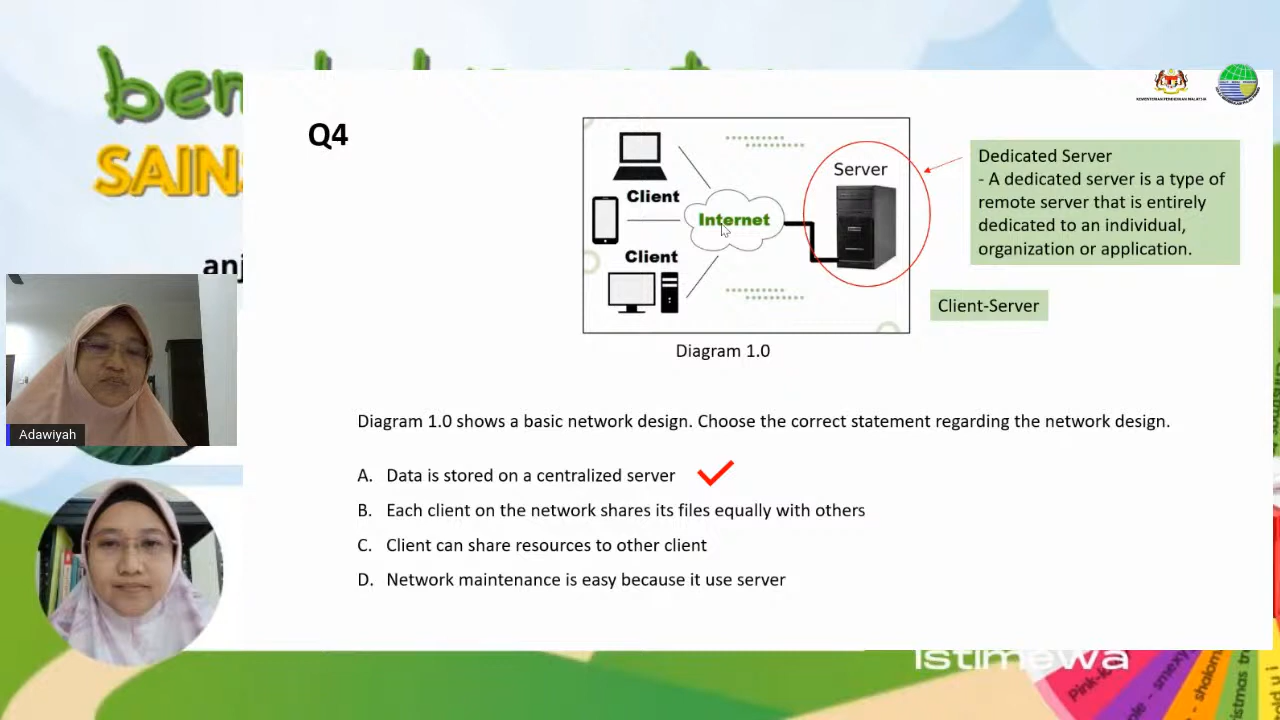 SAINS
Q4
Server
Client
Internet
Client
Diagram 1.0
Dedicated Server
- A dedicated server is a type of
remote server that is entirely
dedicated to an individual,
organization or application.
Client-Server
KEMENTERIAN PENDIDIKAN MALAYSIA
Adawiyah
Diagram 1.0 shows a basic network design. Choose the correct statement regarding the network design.
A. Data is stored on a centralized server
B. Each client on the network shares its files equally with others
C. Client can share resources to other client
D. Network maintenance is easy because it use server
istimewa